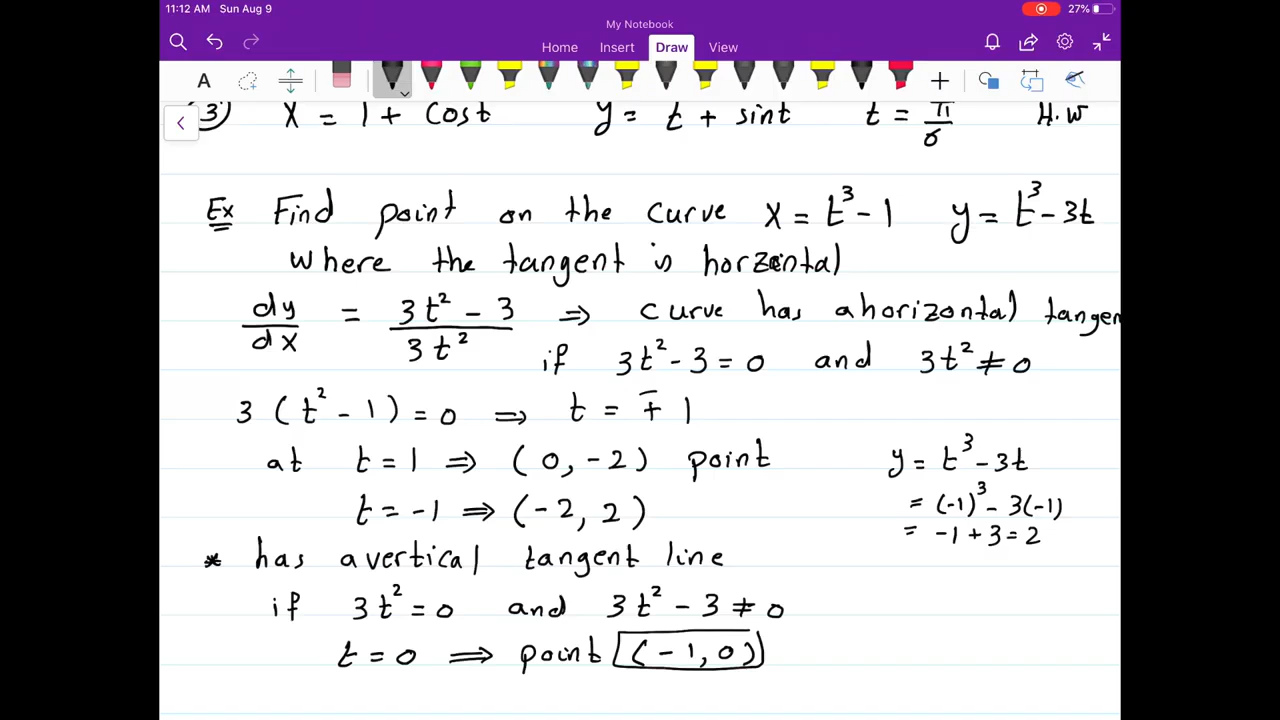 11:12 AM Sun Aug 9
27%
My Notebook
Home Insert Draw View
A
(3) x = 1 + cost y = t + sint t = π/6 H.W
Ex Find point on the curve x = t³ - 1 y = t³ - 3t
where the tangent is horzental
dy/dx = (3t² - 3)/(3t²) ⇒ curve has a horizontal tangen
if 3t² - 3 = 0 and 3t² ≠ 0
3 (t² - 1) = 0 ⇒ t = ∓ 1
at t = 1 ⇒ (0, -2) point
t = -1 ⇒ (-2, 2)
y = t³ - 3t
= (-1)³ - 3(-1)
= -1 + 3 = 2
* has a vertical tangent line
if 3t² = 0 and 3t² - 3 ≠ 0
t = 0 ⇒ point (-1, 0)